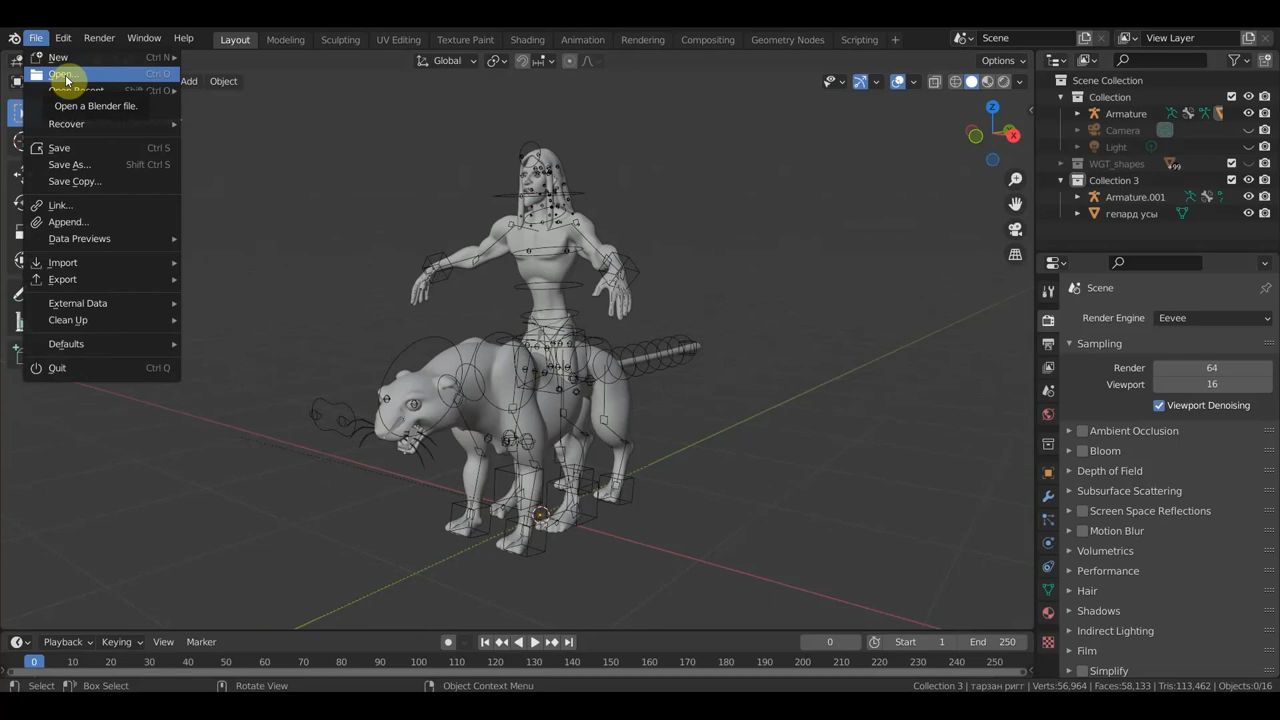 File Edit Render Window Help Layout Modeling Sculpting UV Editing Texture Paint Shading Animation Rendering Compositing Geometry Nodes Scripting + Scene View Layer
New Ctrl N
Open... Ctrl O
Open Recent Shift Ctrl O
Open a Blender file.
Recover
Save Ctrl S
Save As... Shift Ctrl S
Save Copy...
Link...
Append...
Data Previews
Import
Export
External Data
Clean Up
Defaults
Quit Ctrl Q
Global
Options
Add Object
Z
X
Scene Collection
Collection
Armature
Camera
Light
WGT_shapes 99
Collection 3
Armature.001
гепард усы
Scene
Render Engine Eevee
Sampling
Render 64
Viewport 16
Viewport Denoising
Ambient Occlusion
Bloom
Depth of Field
Subsurface Scattering
Screen Space Reflections
Motion Blur
Volumetrics
Performance
Hair
Shadows
Indirect Lighting
Film
Simplify
Playback Keying View Marker 0 Start 1 End 250
0 10 20 30 40 50 60 70 80 90 100 110 120 130 140 150 160 170 180 190 200 210 220 230 240 250
Select Box Select Rotate View Object Context Menu Collection 3 | тарзан ригг | Verts:56,964 | Faces:58,133 | Tris:113,462 | Objects:0/16